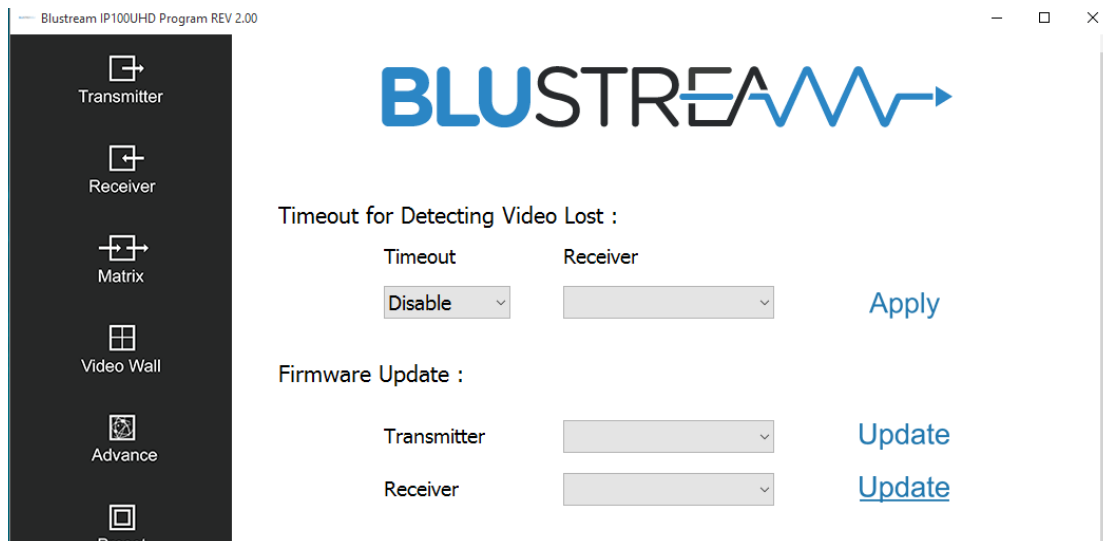 Blustream IP100UHD Program REV 2.00
Transmitter
Receiver
Matrix
Video Wall
Advance
BLUSTREAM
Timeout for Detecting Video Lost :
Timeout Receiver
Disable Apply
Firmware Update :
Transmitter Update
Receiver Update